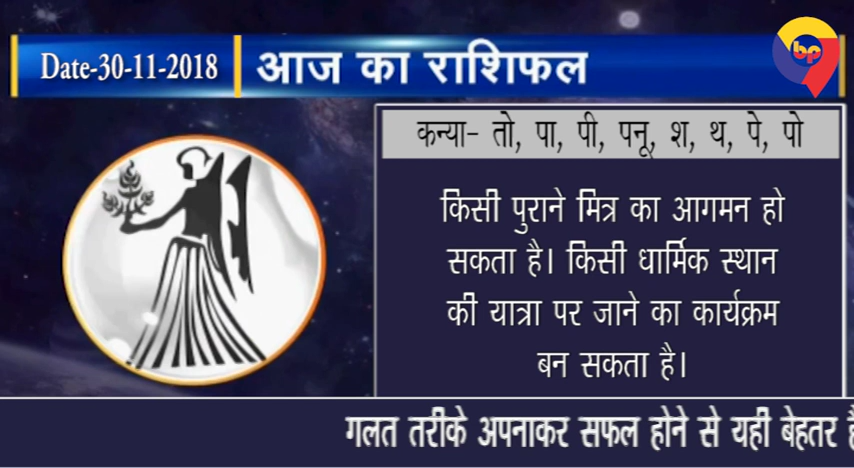 bp
Date-30-11-2018
आज का राशिफल
कन्या- तो, पा, पी, पनू, श, थ, पे, पो
किसी पुराने मित्र का आगमन हो
सकता है। किसी धार्मिक स्थान
की यात्रा पर जाने का कार्यक्रम
बन सकता है।
गलत तरीके अपनाकर सफल होने से यही बेहतर है